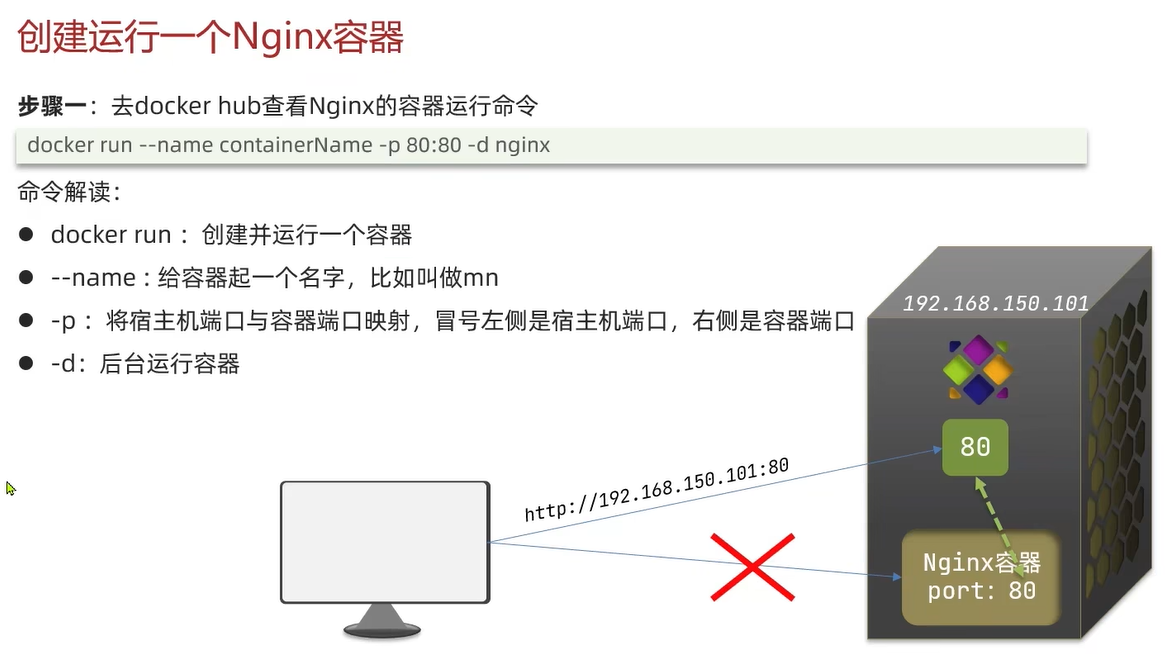 创建运行一个Nginx容器
步骤一：去docker hub查看Nginx的容器运行命令
docker run --name containerName -p 80:80 -d nginx
命令解读：
● docker run ：创建并运行一个容器
● --name : 给容器起一个名字，比如叫做mn
● -p ：将宿主机端口与容器端口映射，冒号左侧是宿主机端口，右侧是容器端口
● -d：后台运行容器
192.168.150.101
80
http://192.168.150.101:80
Nginx容器
port：80